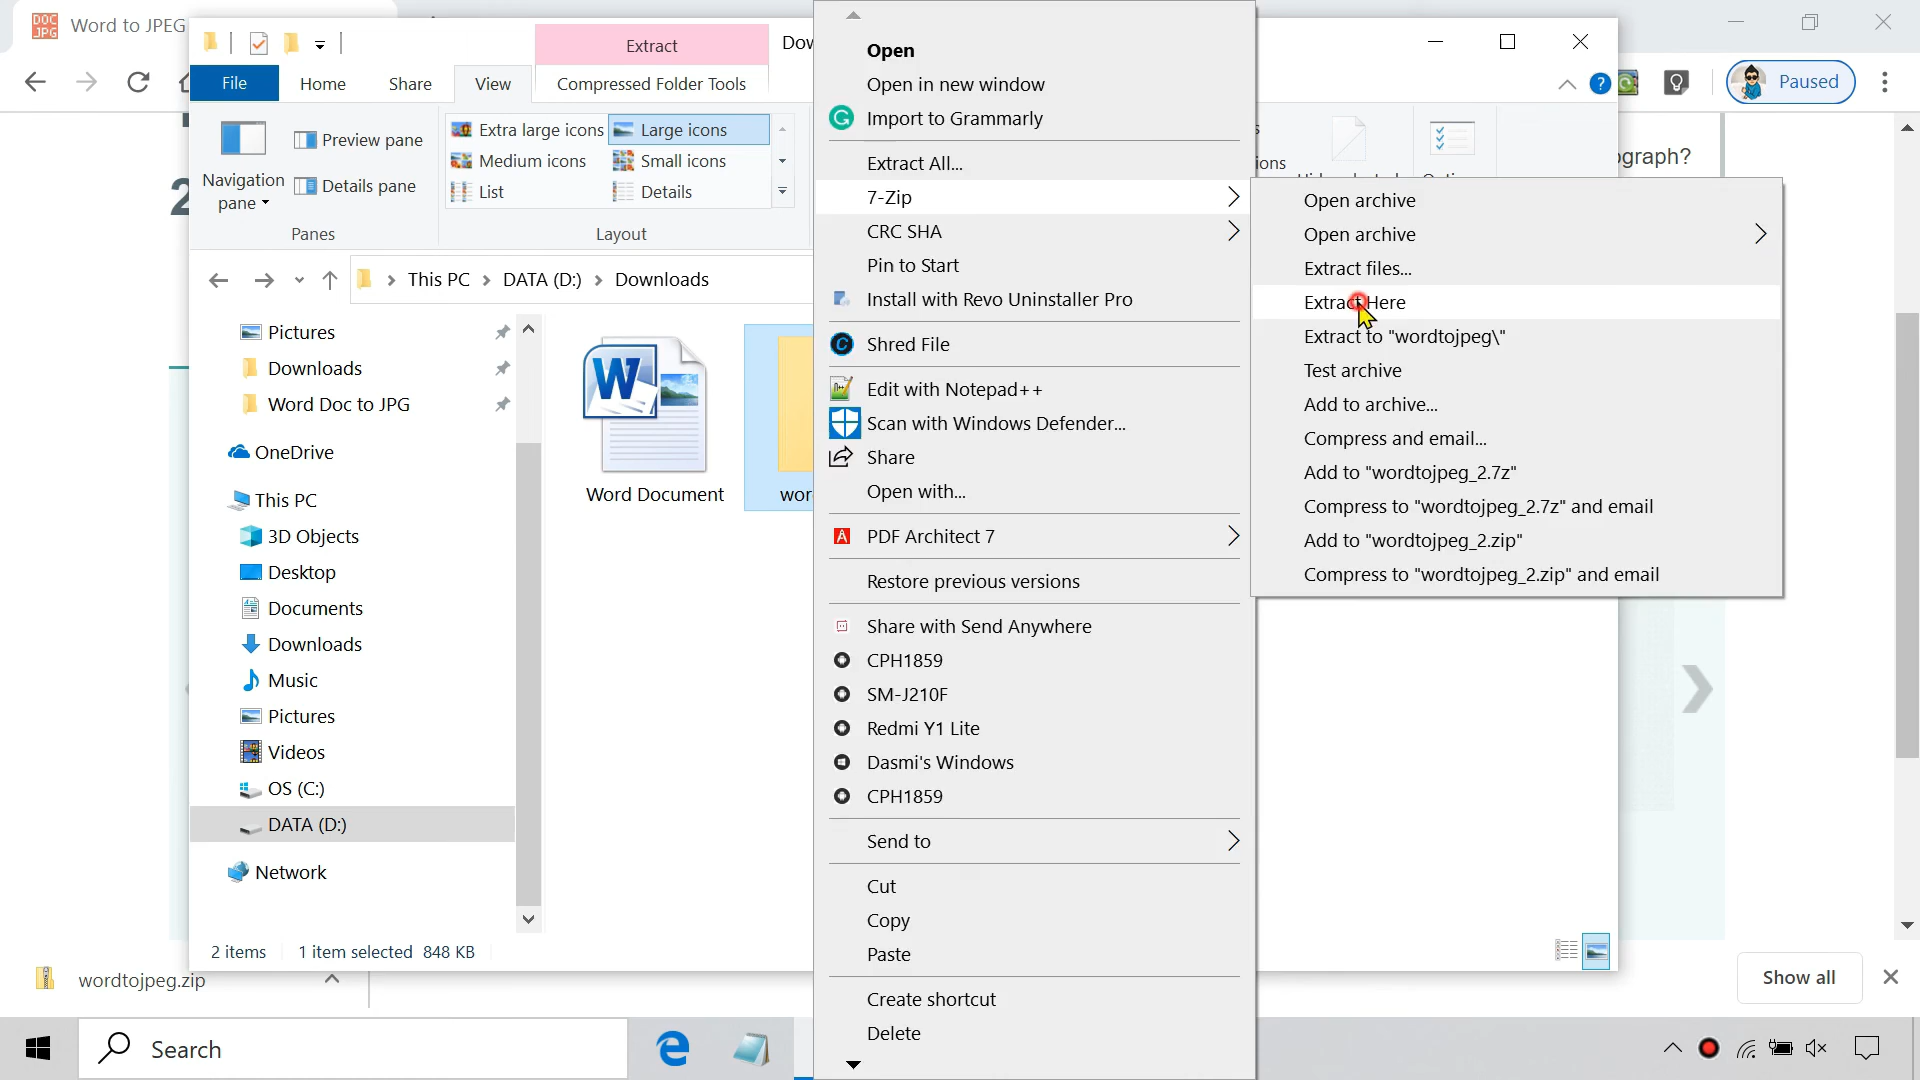 DOC
JPG
Word to JPEG
Paused
ograph?
2
Extract
Dow
File
Home
Share
View
Compressed Folder Tools
?
Navigation
pane
Preview pane
Details pane
Extra large icons
Large icons
Medium icons
Small icons
List
Details
Panes
Layout
ions
This PC
DATA (D:)
Downloads
Pictures
Downloads
Word Doc to JPG
OneDrive
This PC
3D Objects
Desktop
Documents
Downloads
Music
Pictures
Videos
OS (C:)
DATA (D:)
Network
W
Word Document
wor
2 items
1 item selected 848 KB
Open
Open in new window
Import to Grammarly
Extract All...
7-Zip
CRC SHA
Pin to Start
Install with Revo Uninstaller Pro
Shred File
Edit with Notepad++
Scan with Windows Defender...
Share
Open with...
PDF Architect 7
Restore previous versions
Share with Send Anywhere
CPH1859
SM-J210F
Redmi Y1 Lite
Dasmi's Windows
CPH1859
Send to
Cut
Copy
Paste
Create shortcut
Delete
Open archive
Open archive
Extract files...
Extract Here
Extract to "wordtojpeg\"
Test archive
Add to archive...
Compress and email...
Add to "wordtojpeg_2.7z"
Compress to "wordtojpeg_2.7z" and email
Add to "wordtojpeg_2.zip"
Compress to "wordtojpeg_2.zip" and email
wordtojpeg.zip
Show all
Search